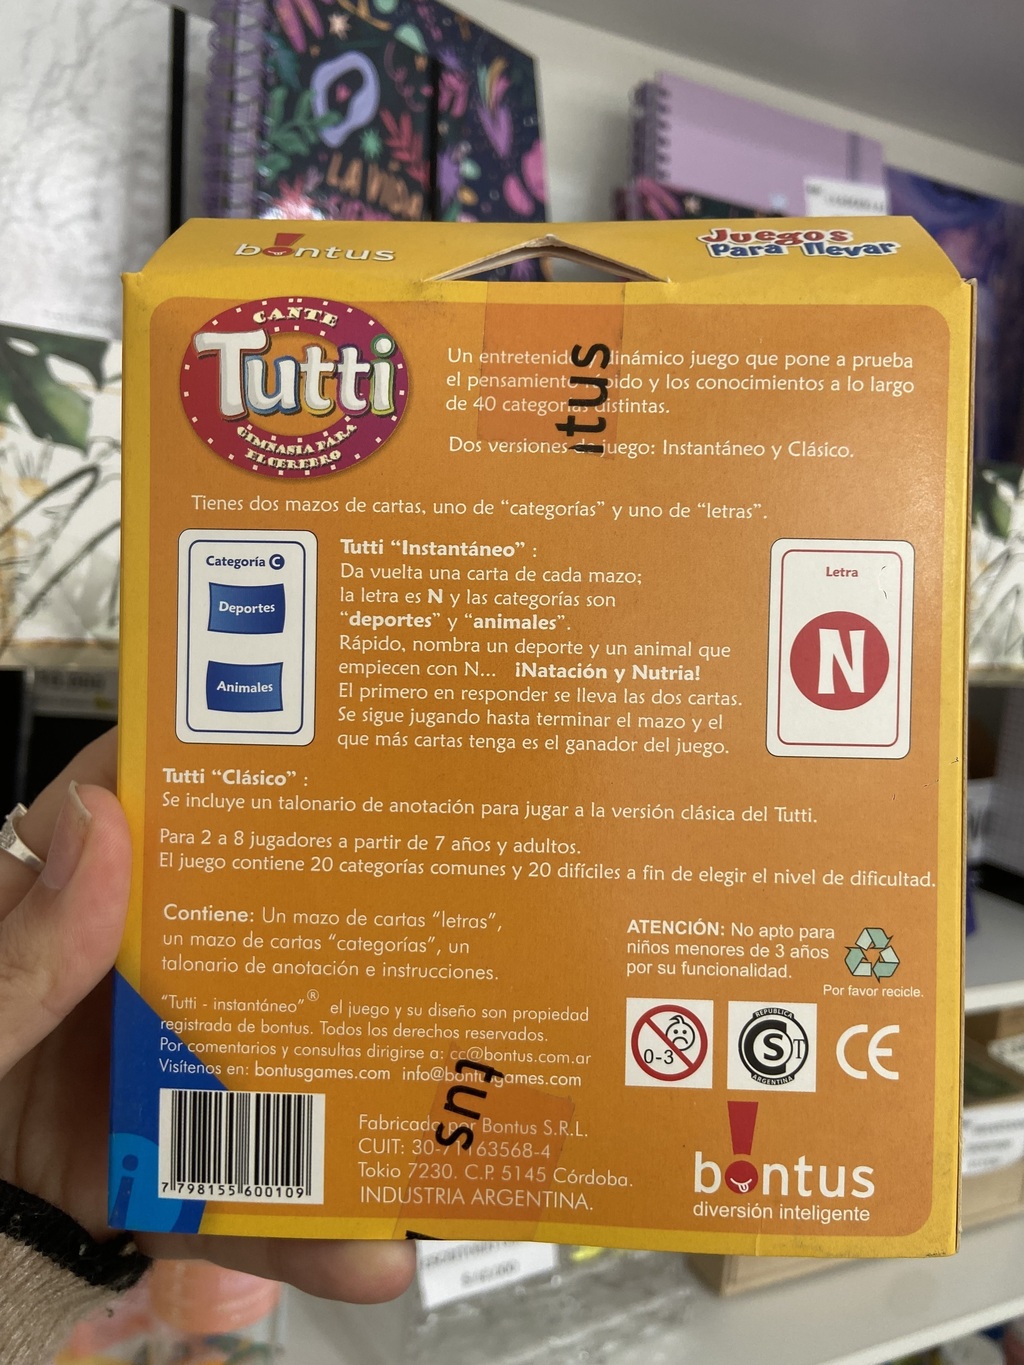 LA VIDA
bontus
Juegos
Para llevar
CANTE
Tutti
GIMNASIA PARA
EL CEREBRO
Un entretenido y dinámico juego que pone a prueba
el pensamiento rápido y los conocimientos a lo largo
de 40 categorías distintas.
Dos versiones de juego: Instantáneo y Clásico.
Tienes dos mazos de cartas, uno de “categorías” y uno de “letras”.
Categoría C
Deportes
Animales
Tutti “Instantáneo” :
Da vuelta una carta de cada mazo;
la letra es N y las categorías son
“deportes” y “animales”.
Rápido, nombra un deporte y un animal que
empiecen con N... ¡Natación y Nutria!
El primero en responder se lleva las dos cartas.
Se sigue jugando hasta terminar el mazo y el
que más cartas tenga es el ganador del juego.
Letra
N
Tutti “Clásico” :
Se incluye un talonario de anotación para jugar a la versión clásica del Tutti.
Para 2 a 8 jugadores a partir de 7 años y adultos.
El juego contiene 20 categorías comunes y 20 difíciles a fin de elegir el nivel de dificultad.
Contiene: Un mazo de cartas “letras”,
un mazo de cartas “categorías”, un
talonario de anotación e instrucciones.
ATENCIÓN: No apto para
niños menores de 3 años
por su funcionalidad.
Por favor recicle.
“Tutti - instantáneo”® el juego y su diseño son propiedad
registrada de bontus. Todos los derechos reservados.
Por comentarios y consultas dirigirse a: cc@bontus.com.ar
Visítenos en: bontusgames.com info@bontusgames.com
0-3
REPUBLICA
CST
ARGENTINA
CE
7 798155 600109
Fabricado por Bontus S.R.L.
CUIT: 30-71163568-4
Tokio 7230. C.P. 5145 Córdoba.
INDUSTRIA ARGENTINA.
bontus
diversión inteligente
itus
tus